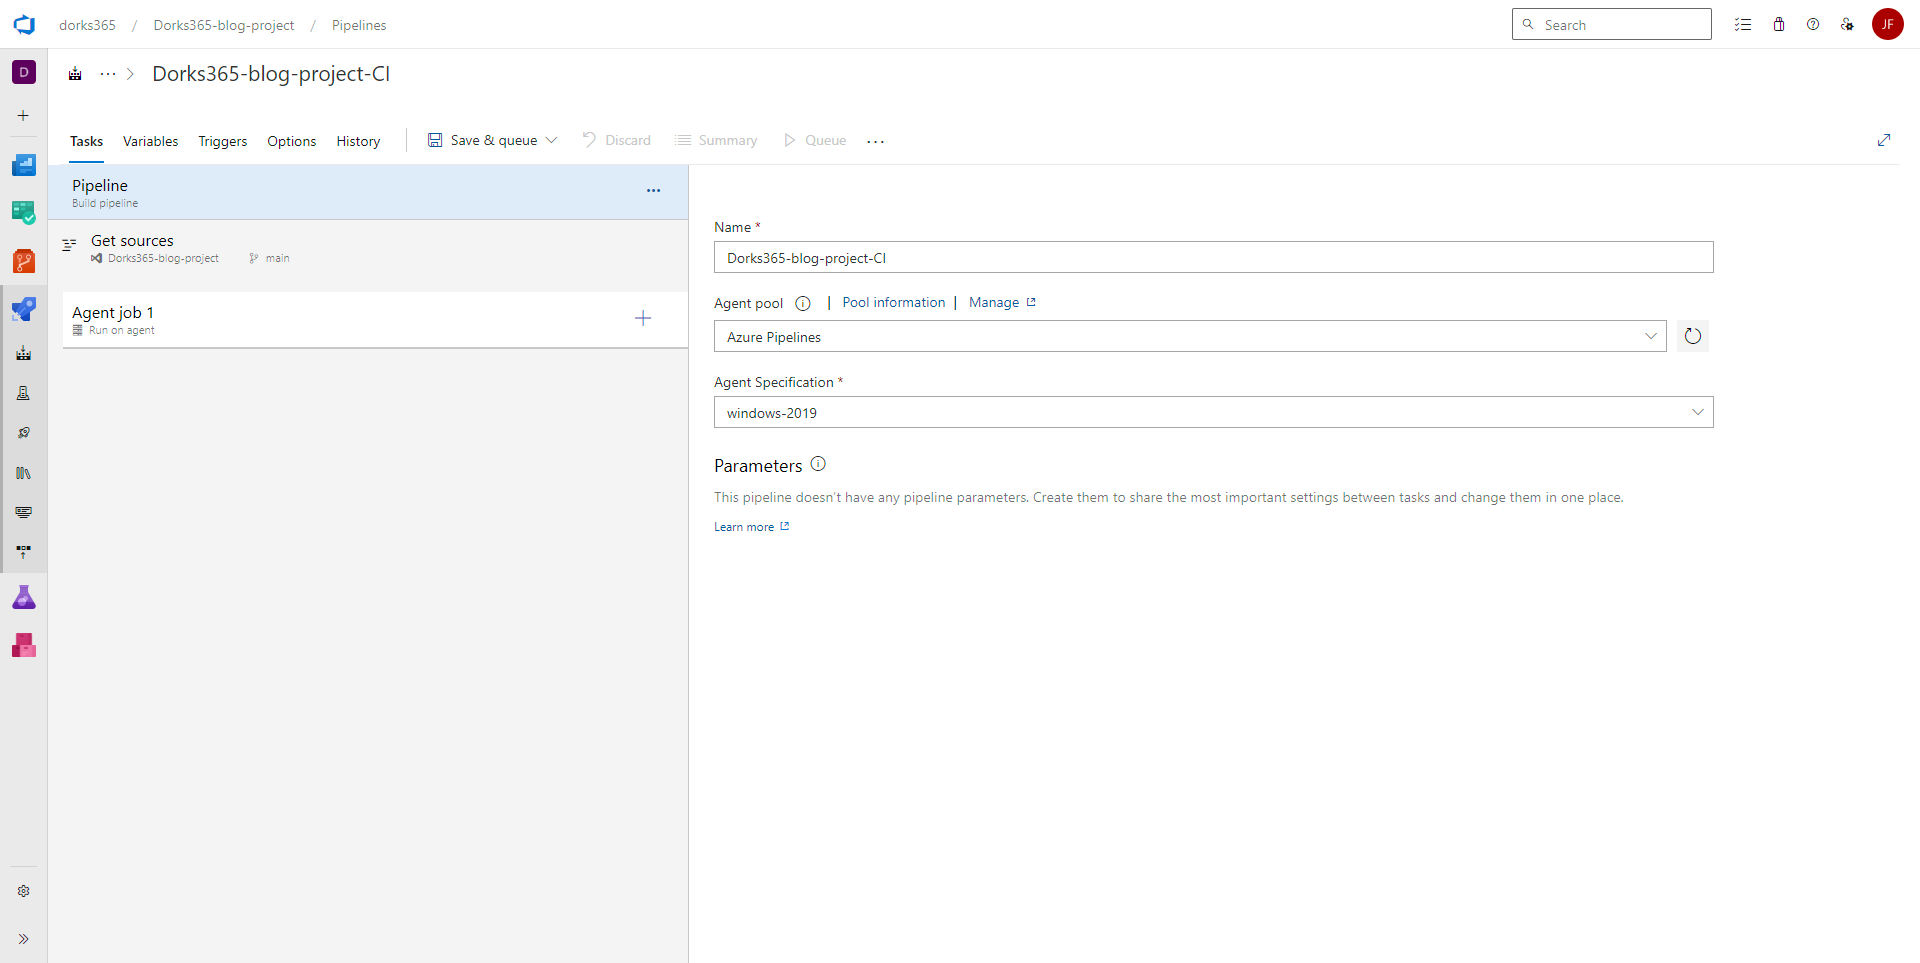 dorks365 / Dorks365-blog-project / Pipelines
Search
JF
D
Dorks365-blog-project-CI
Tasks Variables Triggers Options History Save & queue Discard Summary Queue
Pipeline
Build pipeline
Get sources
Dorks365-blog-project main
Agent job 1
Run on agent
Name *
Dorks365-blog-project-CI
Agent pool | Pool information | Manage
Azure Pipelines
Agent Specification *
windows-2019
Parameters
This pipeline doesn't have any pipeline parameters. Create them to share the most important settings between tasks and change them in one place.
Learn more